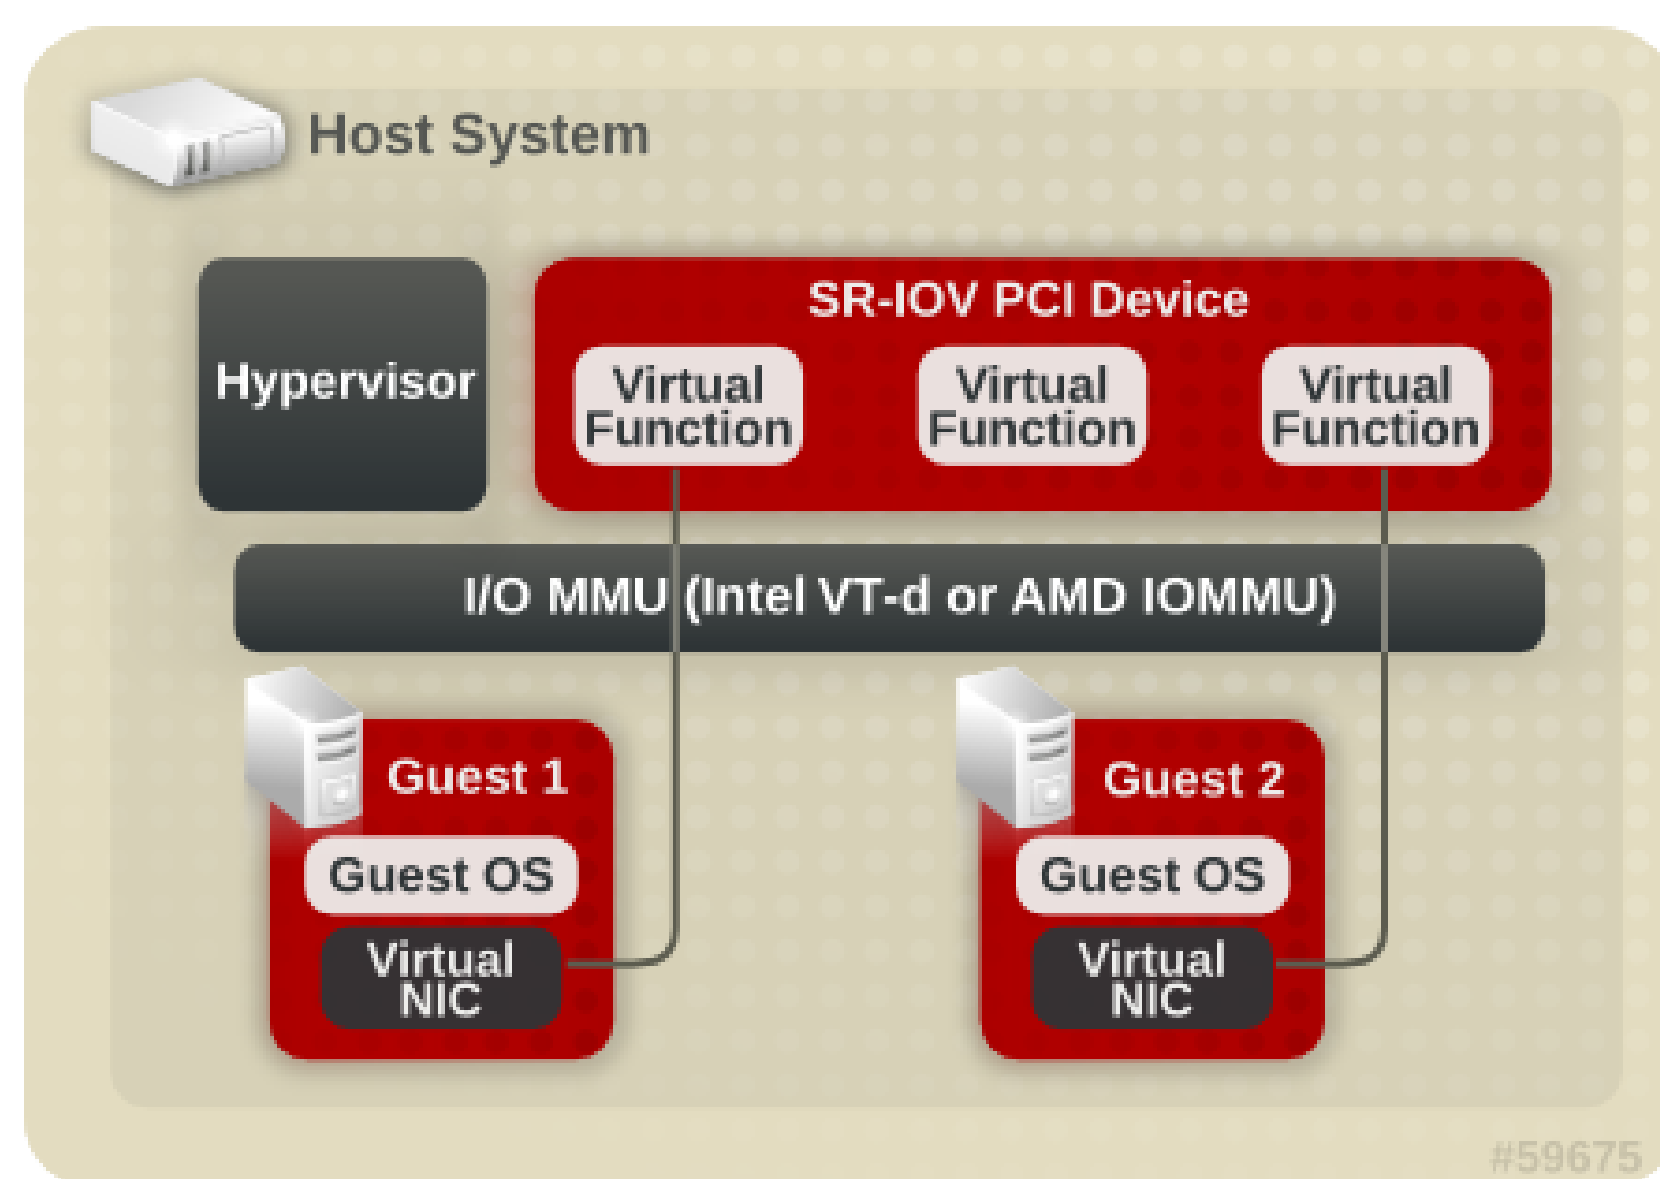 Host System
Hypervisor
SR-IOV PCI Device
Virtual
Function
Virtual
Function
Virtual
Function
I/O MMU (Intel VT-d or AMD IOMMU)
Guest 1
Guest OS
Virtual
NIC
Guest 2
Guest OS
Virtual
NIC
#59675